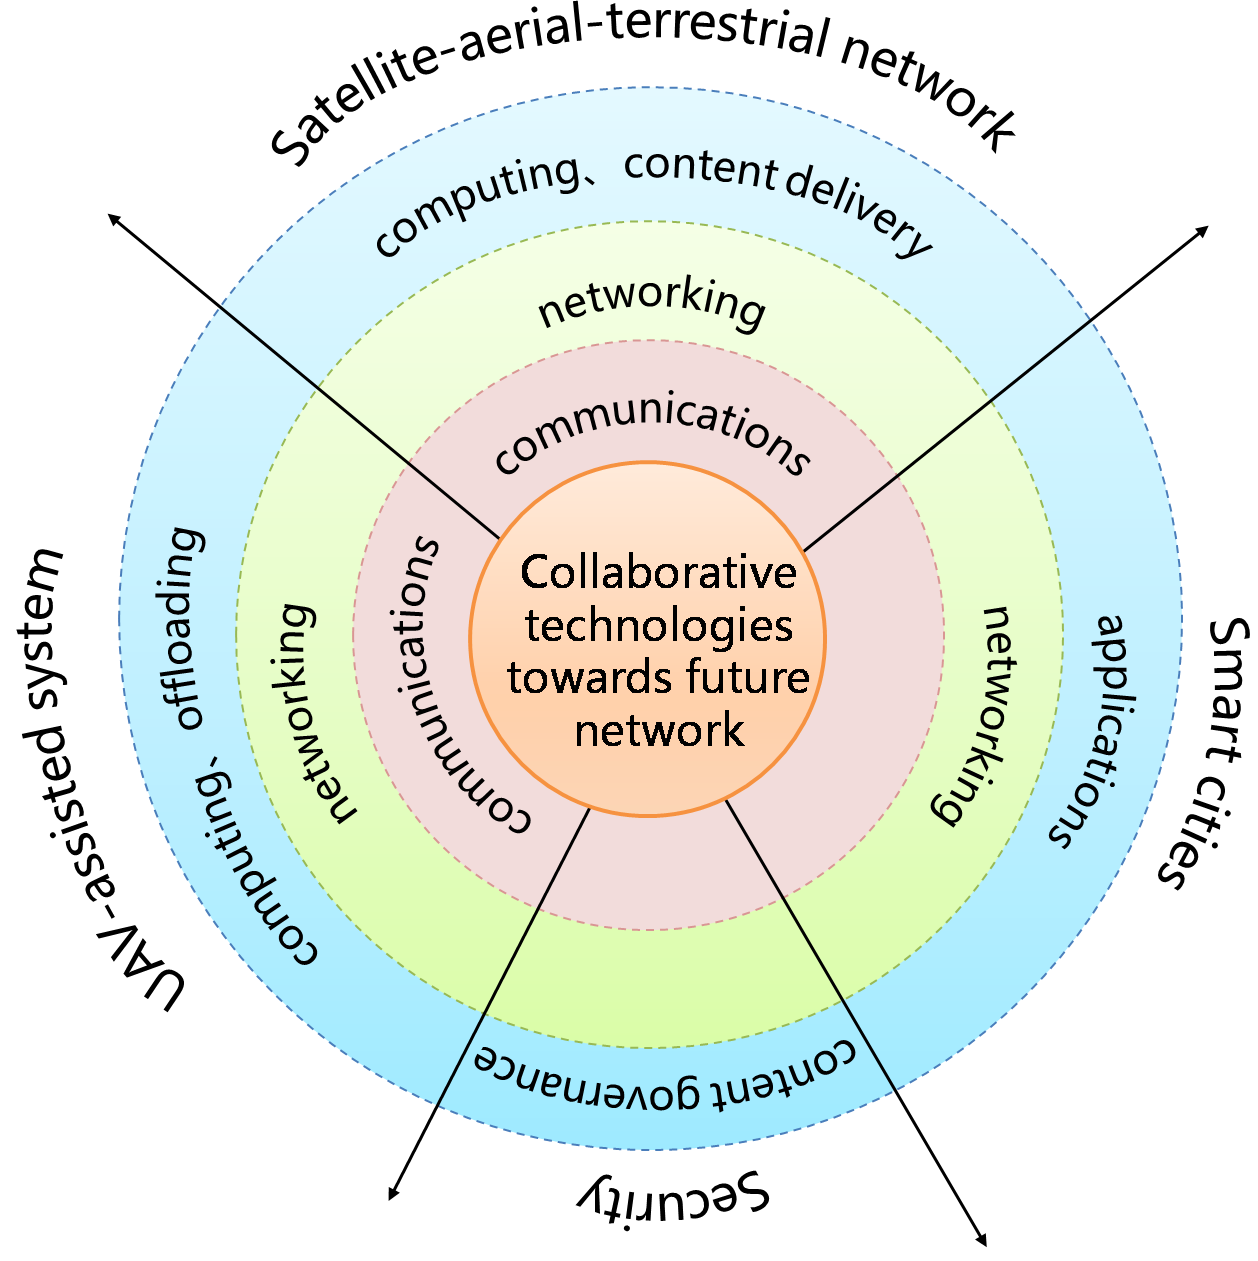 Satellite-aerial-terrestrial network
computing、content delivery
networking
communications
Collaborative
technologies
towards future
network
communications
networking
computing、offloading
UAV-assisted system
networking
applications
Smart cities
content governance
Security